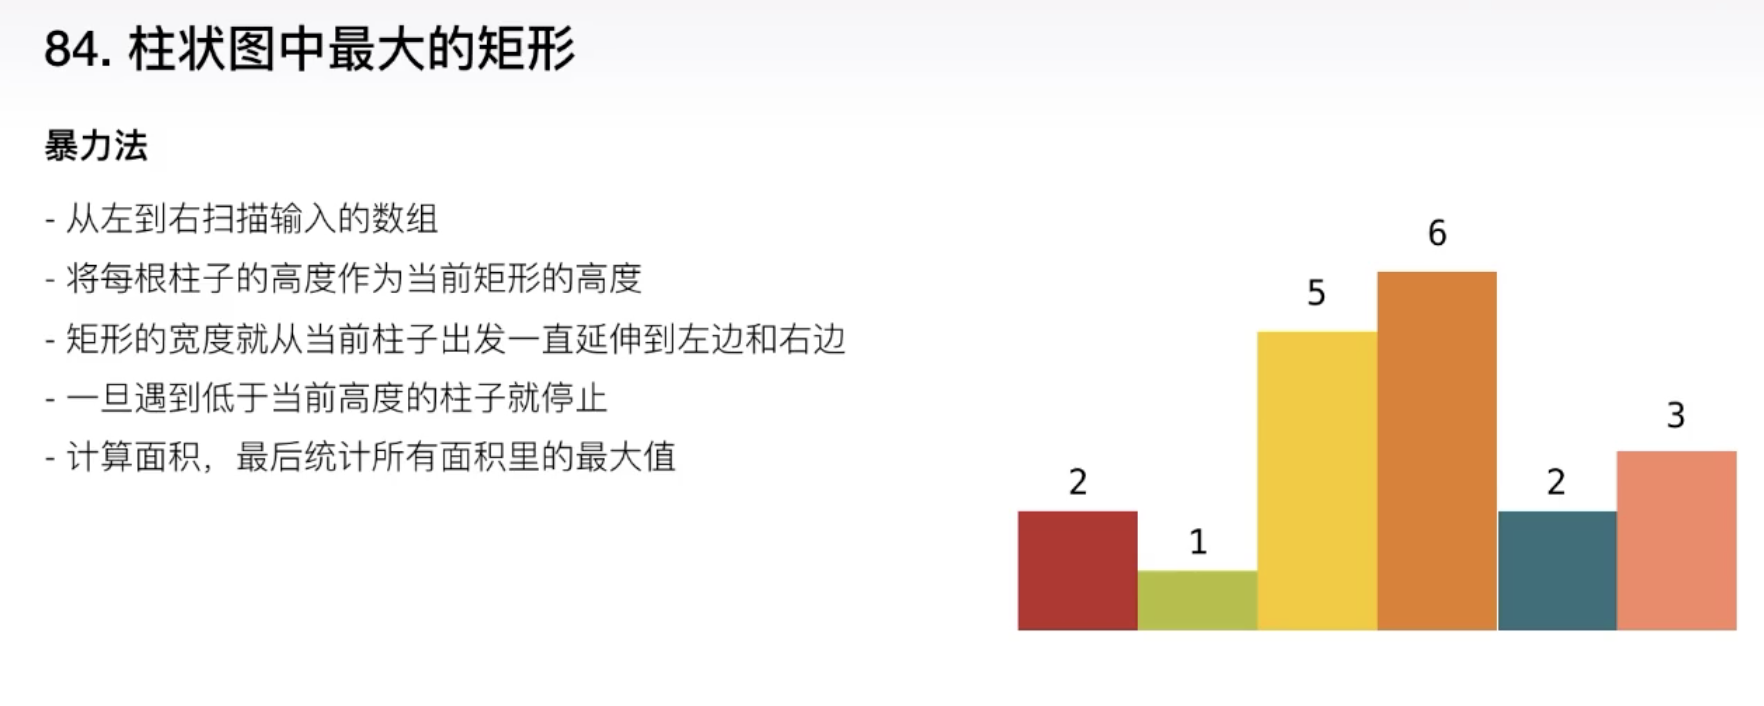 84. 柱状图中最大的矩形
暴力法
- 从左到右扫描输入的数组
- 将每根柱子的高度作为当前矩形的高度
- 矩形的宽度就从当前柱子出发一直延伸到左边和右边
- 一旦遇到低于当前高度的柱子就停止
- 计算面积，最后统计所有面积里的最大值
2
1
5
6
2
3